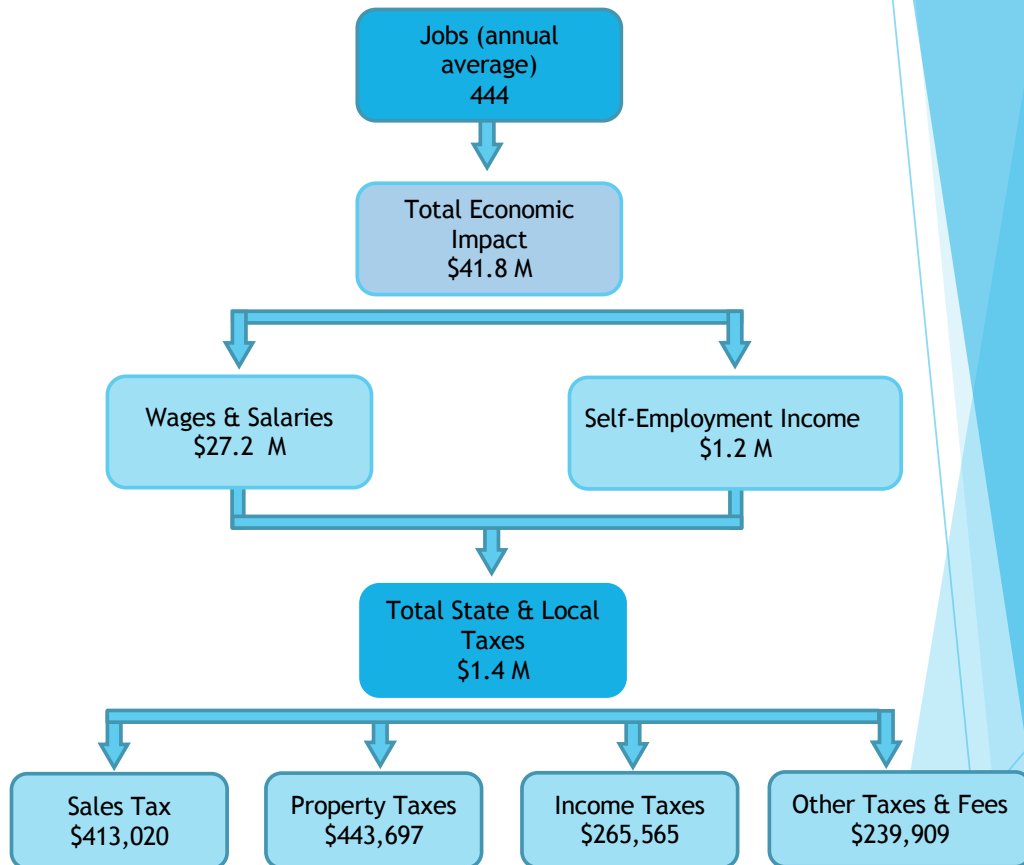 Jobs (annual
average)
444
Total Economic
Impact
$41.8 M
Wages & Salaries
$27.2 M
Self-Employment Income
$1.2 M
Total State & Local
Taxes
$1.4 M
Sales Tax
$413,020
Property Taxes
$443,697
Income Taxes
$265,565
Other Taxes & Fees
$239,909